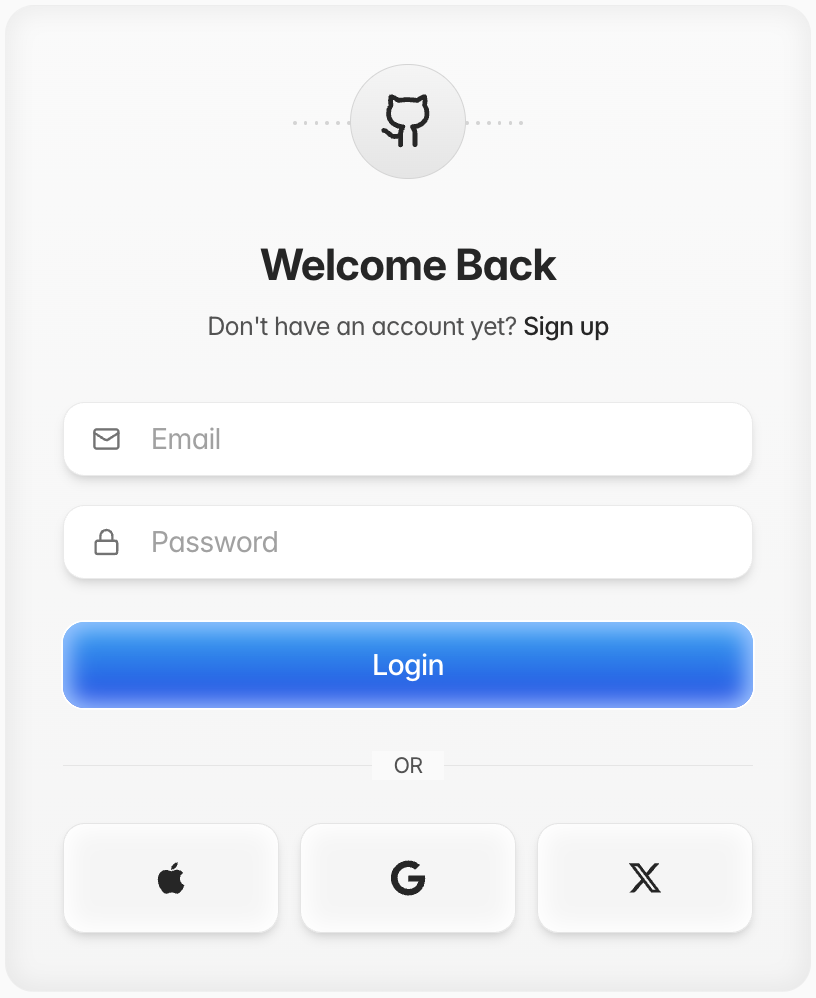 Welcome Back
Don't have an account yet? Sign up
Email
Password
Login
OR